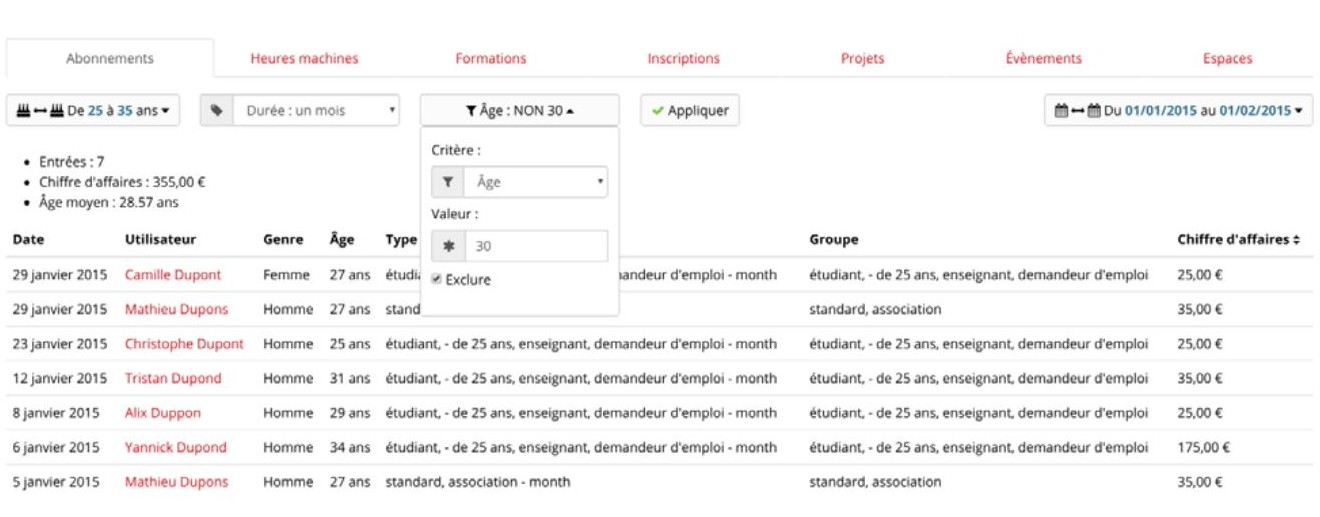 Abonnements Heures machines Formations Inscriptions Projets Évènements Espaces
De 25 à 35 ans Durée : un mois Âge : NON 30 Appliquer Du 01/01/2015 au 01/02/2015
Entrées : 7
Chiffre d'affaires : 355,00 €
Âge moyen : 28.57 ans
Critère :
Âge
Valeur :
30
Exclure
Date Utilisateur Genre Âge Type Groupe Chiffre d'affaires
29 janvier 2015 Camille Dupont Femme 27 ans d'emploi - month étudiant, - de 25 ans, enseignant, demandeur d'emploi 25,00 €
29 janvier 2015 Mathieu Dupons Homme 27 ans stand standard, association 35,00 €
23 janvier 2015 Christophe Dupont Homme 25 ans étudiant, - de 25 ans, enseignant, demandeur d'emploi - month étudiant, - de 25 ans, enseignant, demandeur d'emploi 25,00 €
12 janvier 2015 Tristan Dupond Homme 31 ans étudiant, - de 25 ans, enseignant, demandeur d'emploi - month étudiant, - de 25 ans, enseignant, demandeur d'emploi 35,00 €
8 janvier 2015 Alix Duppon Homme 29 ans étudiant, - de 25 ans, enseignant, demandeur d'emploi - month étudiant, - de 25 ans, enseignant, demandeur d'emploi 25,00 €
6 janvier 2015 Yannick Dupond Homme 34 ans étudiant, - de 25 ans, enseignant, demandeur d'emploi - month étudiant, - de 25 ans, enseignant, demandeur d'emploi 175,00 €
5 janvier 2015 Mathieu Dupons Homme 27 ans standard, association - month standard, association 35,00 €